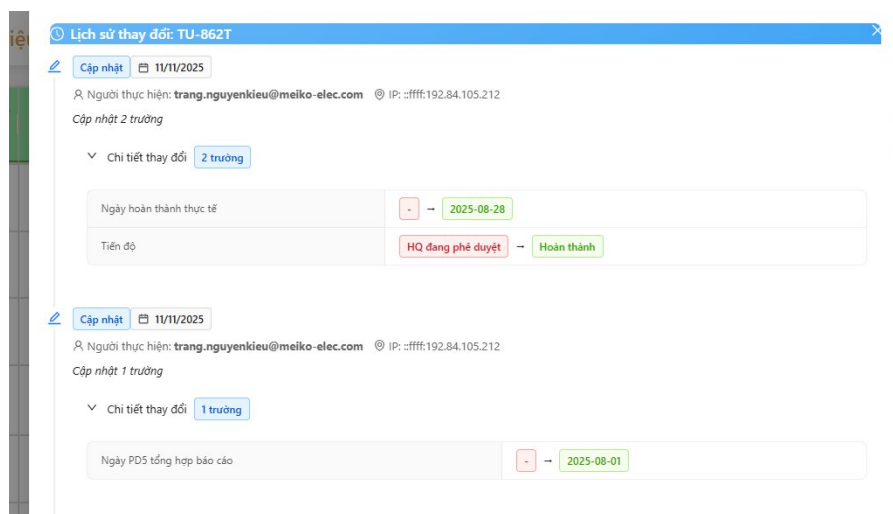 iệu
Lịch sử thay đổi: TU-862T
Cập nhật 11/11/2025
Người thực hiện: trang.nguyenkieu@meiko-elec.com IP: ::ffff:192.84.105.212
Cập nhật 2 trường
Chi tiết thay đổi 2 trường
Ngày hoàn thành thực tế - → 2025-08-28
Tiến độ HQ đang phê duyệt → Hoàn thành
Cập nhật 11/11/2025
Người thực hiện: trang.nguyenkieu@meiko-elec.com IP: ::ffff:192.84.105.212
Cập nhật 1 trường
Chi tiết thay đổi 1 trường
Ngày PD5 tổng hợp báo cáo - → 2025-08-01